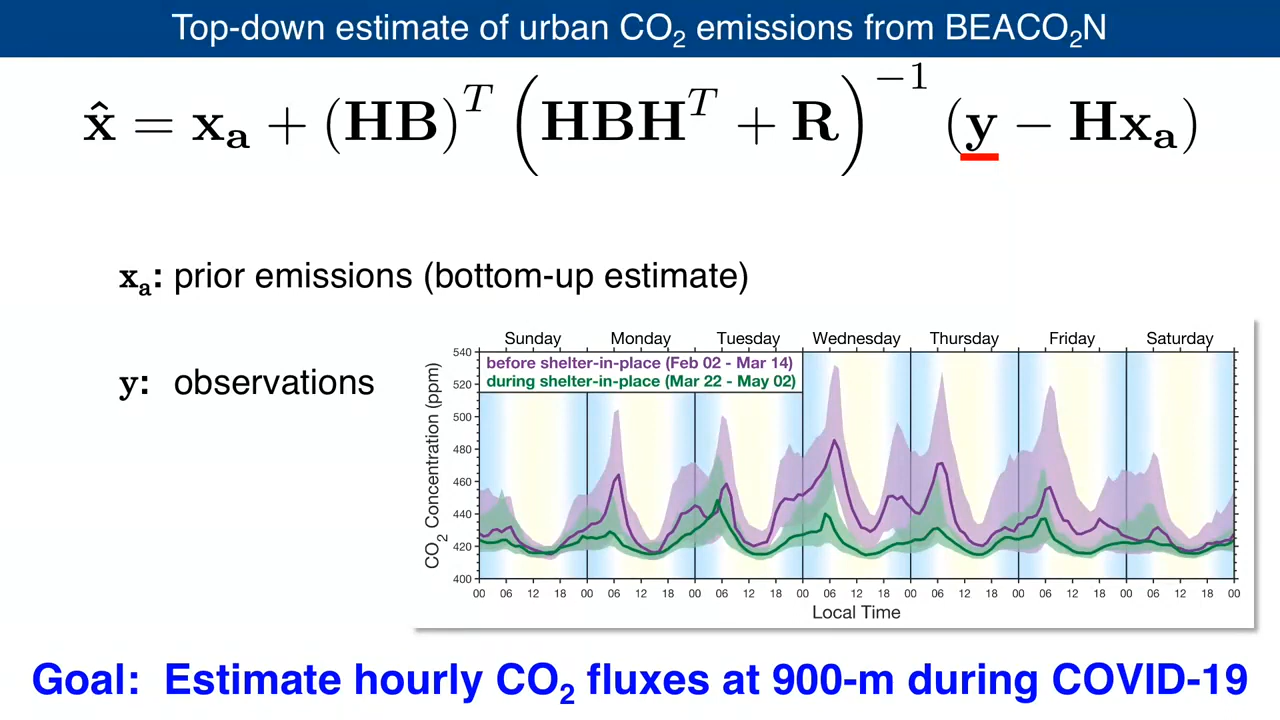 Top-down estimate of urban CO₂ emissions from BEACO₂N
x̂ = xₐ + (HB)ᵀ (HBHᵀ + R)⁻¹ (y − Hxₐ)
xₐ: prior emissions (bottom-up estimate)
y: observations
Sunday Monday Tuesday Wednesday Thursday Friday Saturday
before shelter-in-place (Feb 02 - Mar 14)
during shelter-in-place (Mar 22 - May 02)
CO₂ Concentration (ppm)
540
520
500
480
460
440
420
400
00 06 12 18 00 06 12 18 00 06 12 18 00 06 12 18 00 06 12 18 00 06 12 18 00 06 12 18 00
Local Time
Goal: Estimate hourly CO₂ fluxes at 900-m during COVID-19